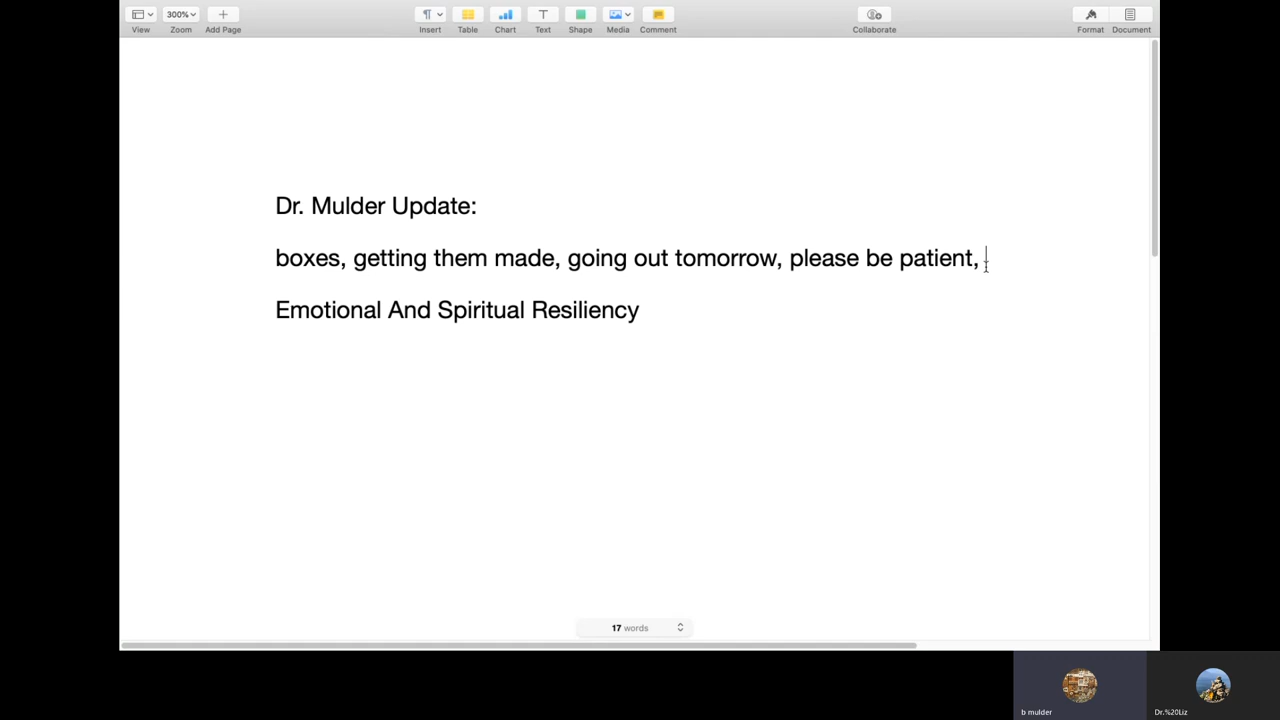 300%
View Zoom Add Page Insert Table Chart Text Shape Media Comment Collaborate Format Document
Dr. Mulder Update:
boxes, getting them made, going out tomorrow, please be patient,
Emotional And Spiritual Resiliency
17 words
b mulder Dr.%20Liz